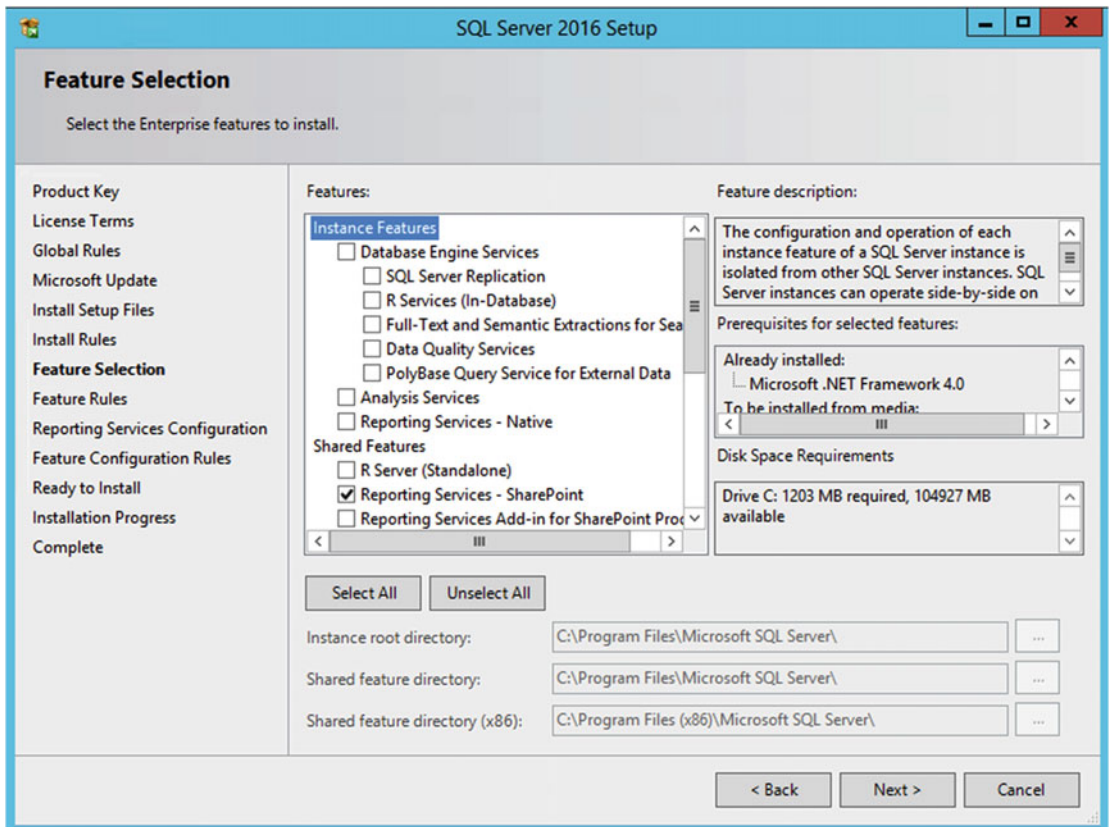 SQL Server 2016 Setup
Feature Selection
Select the Enterprise features to install.
Product Key
License Terms
Global Rules
Microsoft Update
Install Setup Files
Install Rules
Feature Selection
Feature Rules
Reporting Services Configuration
Feature Configuration Rules
Ready to Install
Installation Progress
Complete
Features:
Instance Features
Database Engine Services
SQL Server Replication
R Services (In-Database)
Full-Text and Semantic Extractions for Sea
Data Quality Services
PolyBase Query Service for External Data
Analysis Services
Reporting Services - Native
Shared Features
R Server (Standalone)
Reporting Services - SharePoint
Reporting Services Add-in for SharePoint Proc
Feature description:
The configuration and operation of each
instance feature of a SQL Server instance is
isolated from other SQL Server instances. SQL
Server instances can operate side-by-side on
Prerequisites for selected features:
Already installed:
Microsoft .NET Framework 4.0
To be installed from media:
Disk Space Requirements
Drive C: 1203 MB required, 104927 MB
available
Select All
Unselect All
Instance root directory:
C:\Program Files\Microsoft SQL Server\
...
Shared feature directory:
C:\Program Files\Microsoft SQL Server\
...
Shared feature directory (x86):
C:\Program Files (x86)\Microsoft SQL Server\
...
< Back
Next >
Cancel